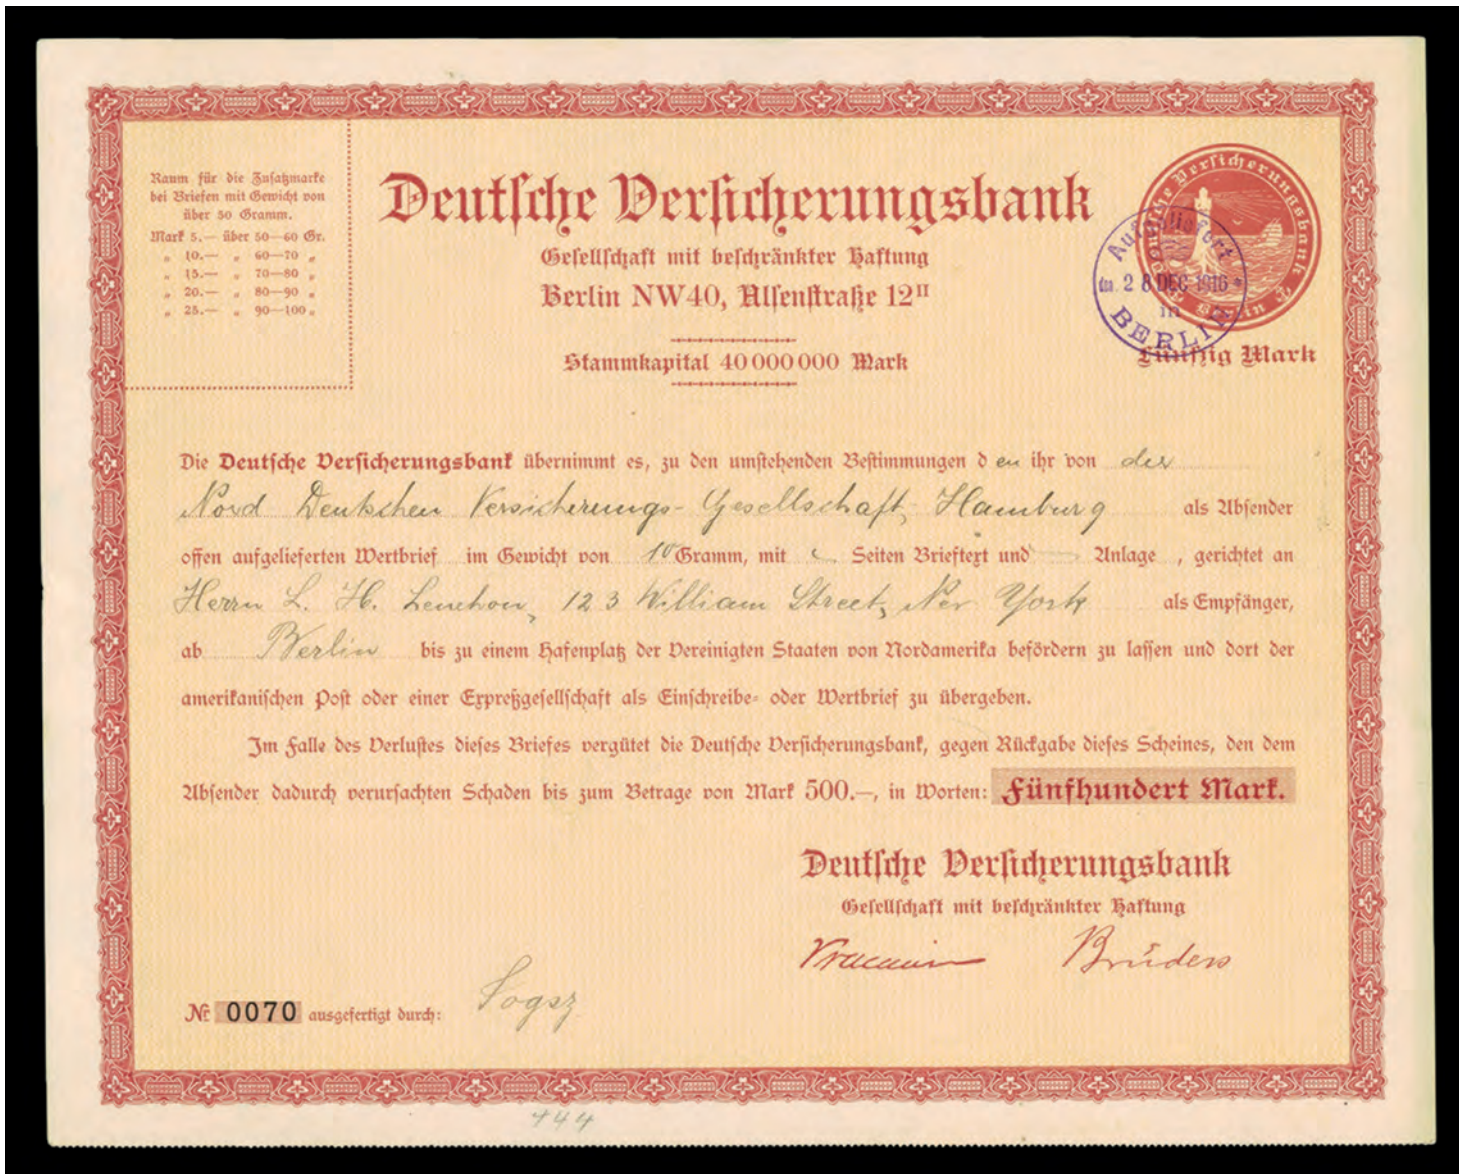 Raum für die Zusatzmarke
bei Briefen mit Gewicht von
über 50 Gramm.
Mark 5.— über 50—60 Gr.
„ 10.— „ 60—70 „
„ 15.— „ 70—80 „
„ 20.— „ 80—90 „
„ 25.— „ 90—100 „
Deutsche Versicherungsbank
Gesellschaft mit beschränkter Haftung
Berlin NW40, Alsenstraße 12II
Stammkapital 40 000 000 Mark
Deutsche Versicherungsbank
Berlin
Aufgeliefert
28 DEC 1916
in
BERLIN
Fünfzig Mark
Die Deutsche Versicherungsbank übernimmt es, zu den umstehenden Bestimmungen den ihr von der
Nord Deutschen Versicherungs-Gesellschaft, Hamburg als Absender
offen aufgelieferten Wertbrief im Gewicht von 10 Gramm, mit Seiten Brieftext und — Anlage, gerichtet an
Herrn L. H. 123 William Street, New York als Empfänger,
ab Berlin bis zu einem Hafenplatz der Vereinigten Staaten von Nordamerika befördern zu lassen und dort der
amerikanischen Post oder einer Expreßgesellschaft als Einschreibe- oder Wertbrief zu übergeben.
Im Falle des Verlustes dieses Briefes vergütet die Deutsche Versicherungsbank, gegen Rückgabe dieses Scheines, den dem
Absender dadurch verursachten Schaden bis zum Betrage von Mark 500.—, in Worten: Fünfhundert Mark.
Deutsche Versicherungsbank
Gesellschaft mit beschränkter Haftung
Brüders
№ 0070 ausgefertigt durch:
444